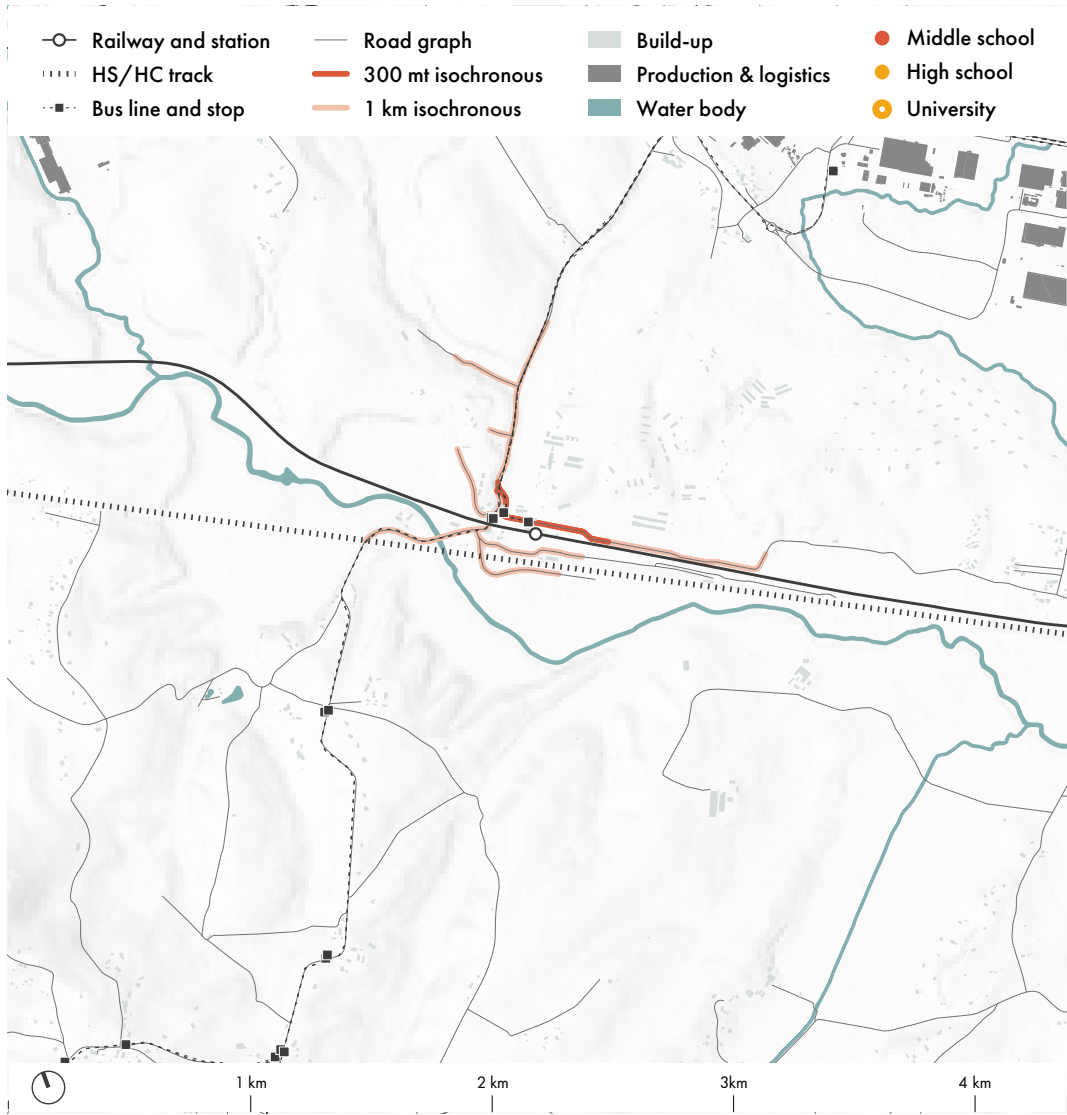 Railway and station
HS/HC track
Bus line and stop
Road graph
300 mt isochronous
1 km isochronous
Build-up
Production & logistics
Water body
Middle school
High school
University
1 km
2 km
3km
4 km